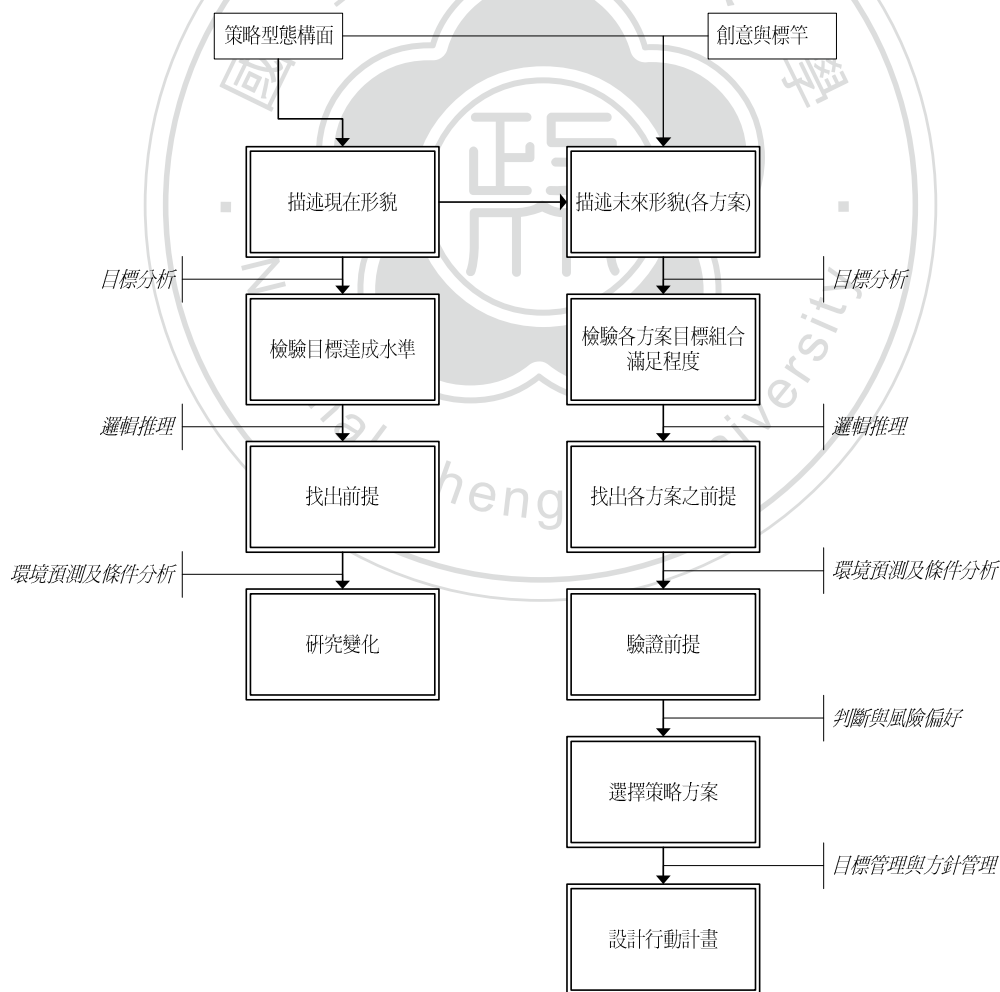 策略型態構面
創意與標竿
描述現在形貌
描述未來形貌(各方案)
目標分析
目標分析
檢驗目標達成水準
檢驗各方案目標組合
滿足程度
邏輯推理
邏輯推理
找出前提
找出各方案之前提
環境預測及條件分析
環境預測及條件分析
研究變化
驗證前提
判斷與風險偏好
選擇策略方案
目標管理與方針管理
設計行動計畫
國
學
政
N
nal
heng
niversity